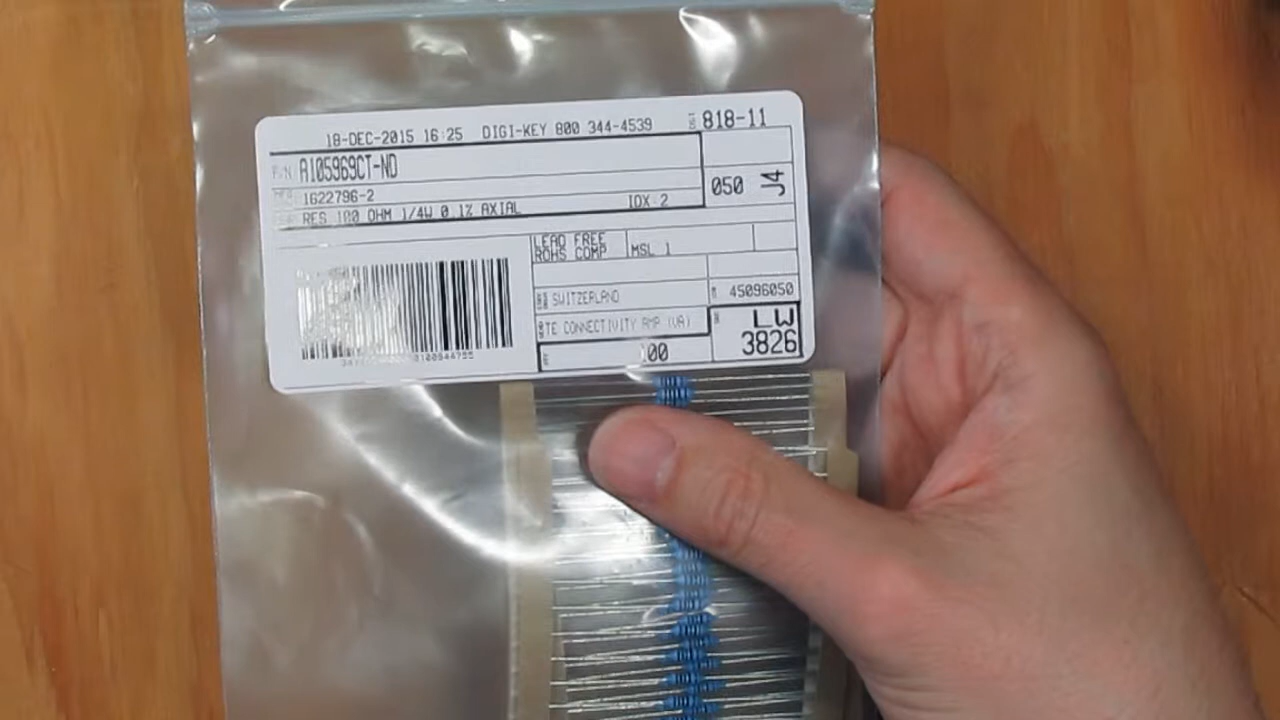 18-DEC-2015 16:25 DIGI-KEY 800 344-4539
818-11
P/N A105969CT-ND
1622796-2
IDX 2
050
J4
RES 100 OHM 1/4W 0.1% AXIAL
LEAD FREE
ROHS COMP
MSL 1
SWITZERLAND
45096050
TE CONNECTIVITY AMP (VA)
LW
3826
100